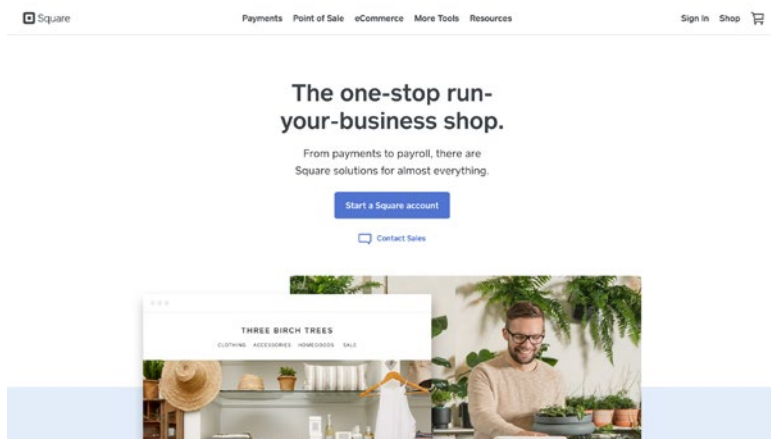 Square
Payments Point of Sale eCommerce More Tools Resources
Sign In Shop
The one-stop run-
your-business shop.
From payments to payroll, there are
Square solutions for almost everything.
Start a Square account
Contact Sales
THREE BIRCH TREES
CLOTHING ACCESSORIES HOMEGOODS SALE